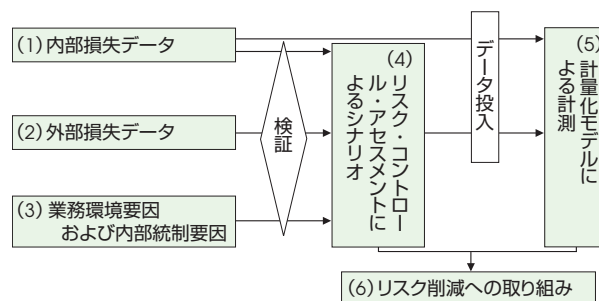 (1)内部損失データ
(2)外部損失データ
(3)業務環境要因
および内部統制要因
検証
(4)
リスク・コントロー
ル・アセスメントに
よるシナリオ
データ投入
(5)
計量化モデルに
よる計測
(6)リスク削減への取り組み